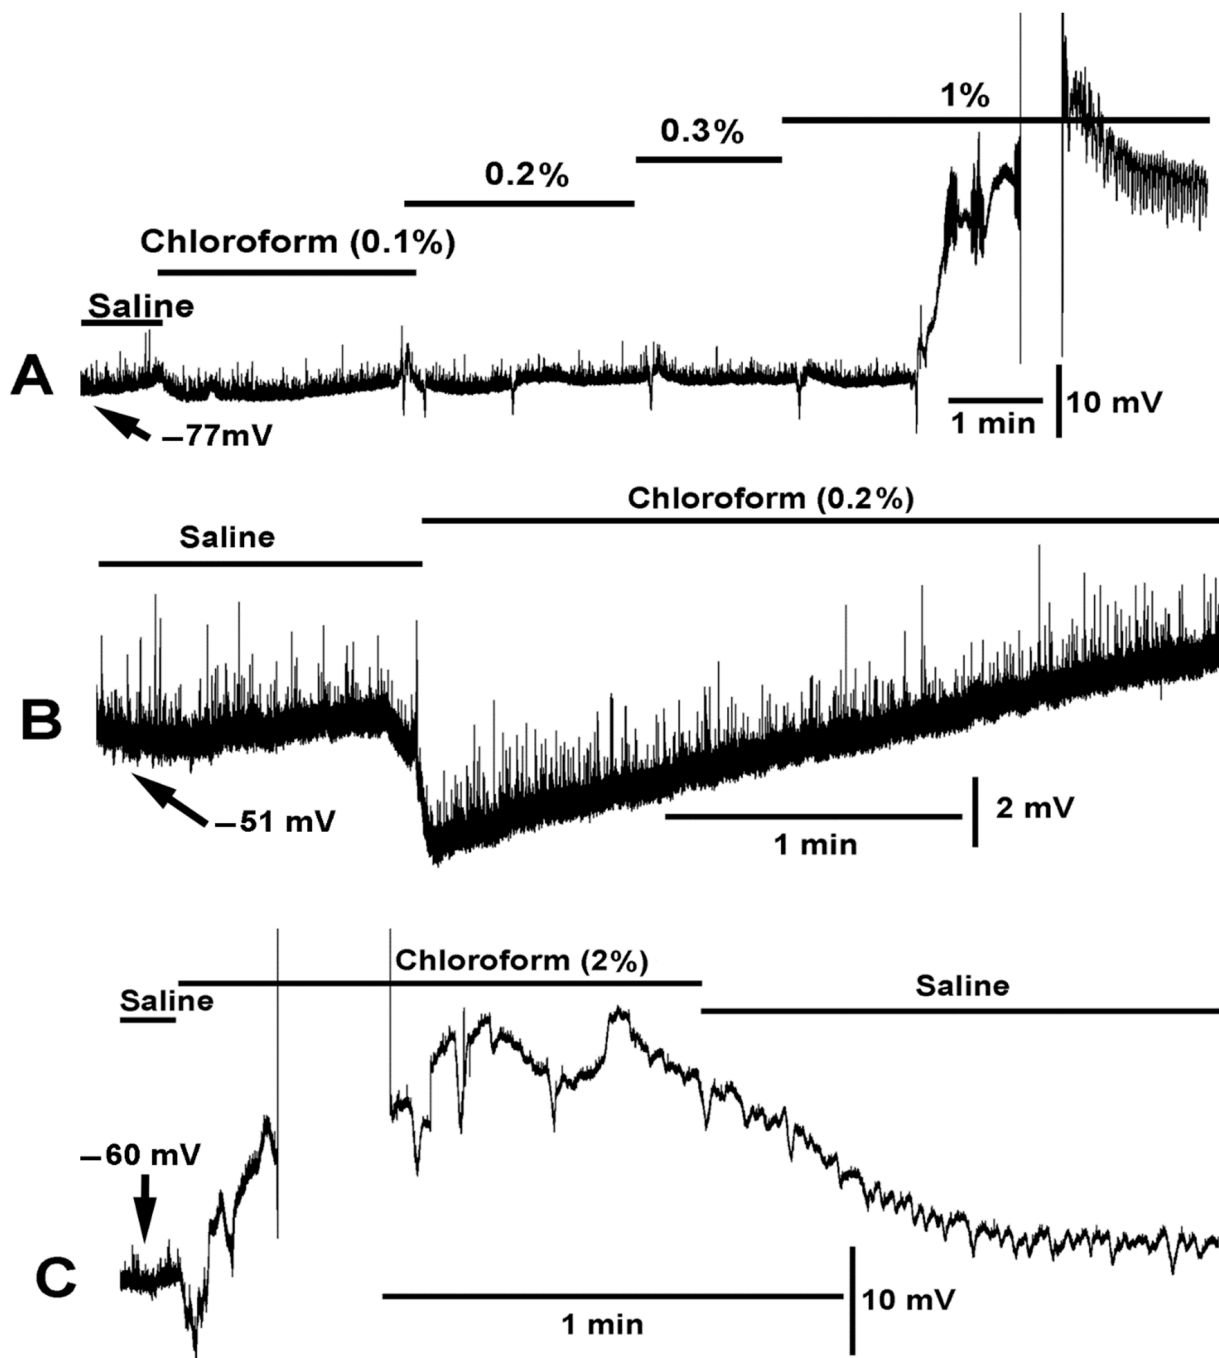 1%
0.3%
0.2%
Chloroform (0.1%)
Saline
A
–77mV
1 min
10 mV
Chloroform (0.2%)
Saline
B
–51 mV
2 mV
1 min
Chloroform (2%)
Saline
Saline
–60 mV
C
10 mV
1 min